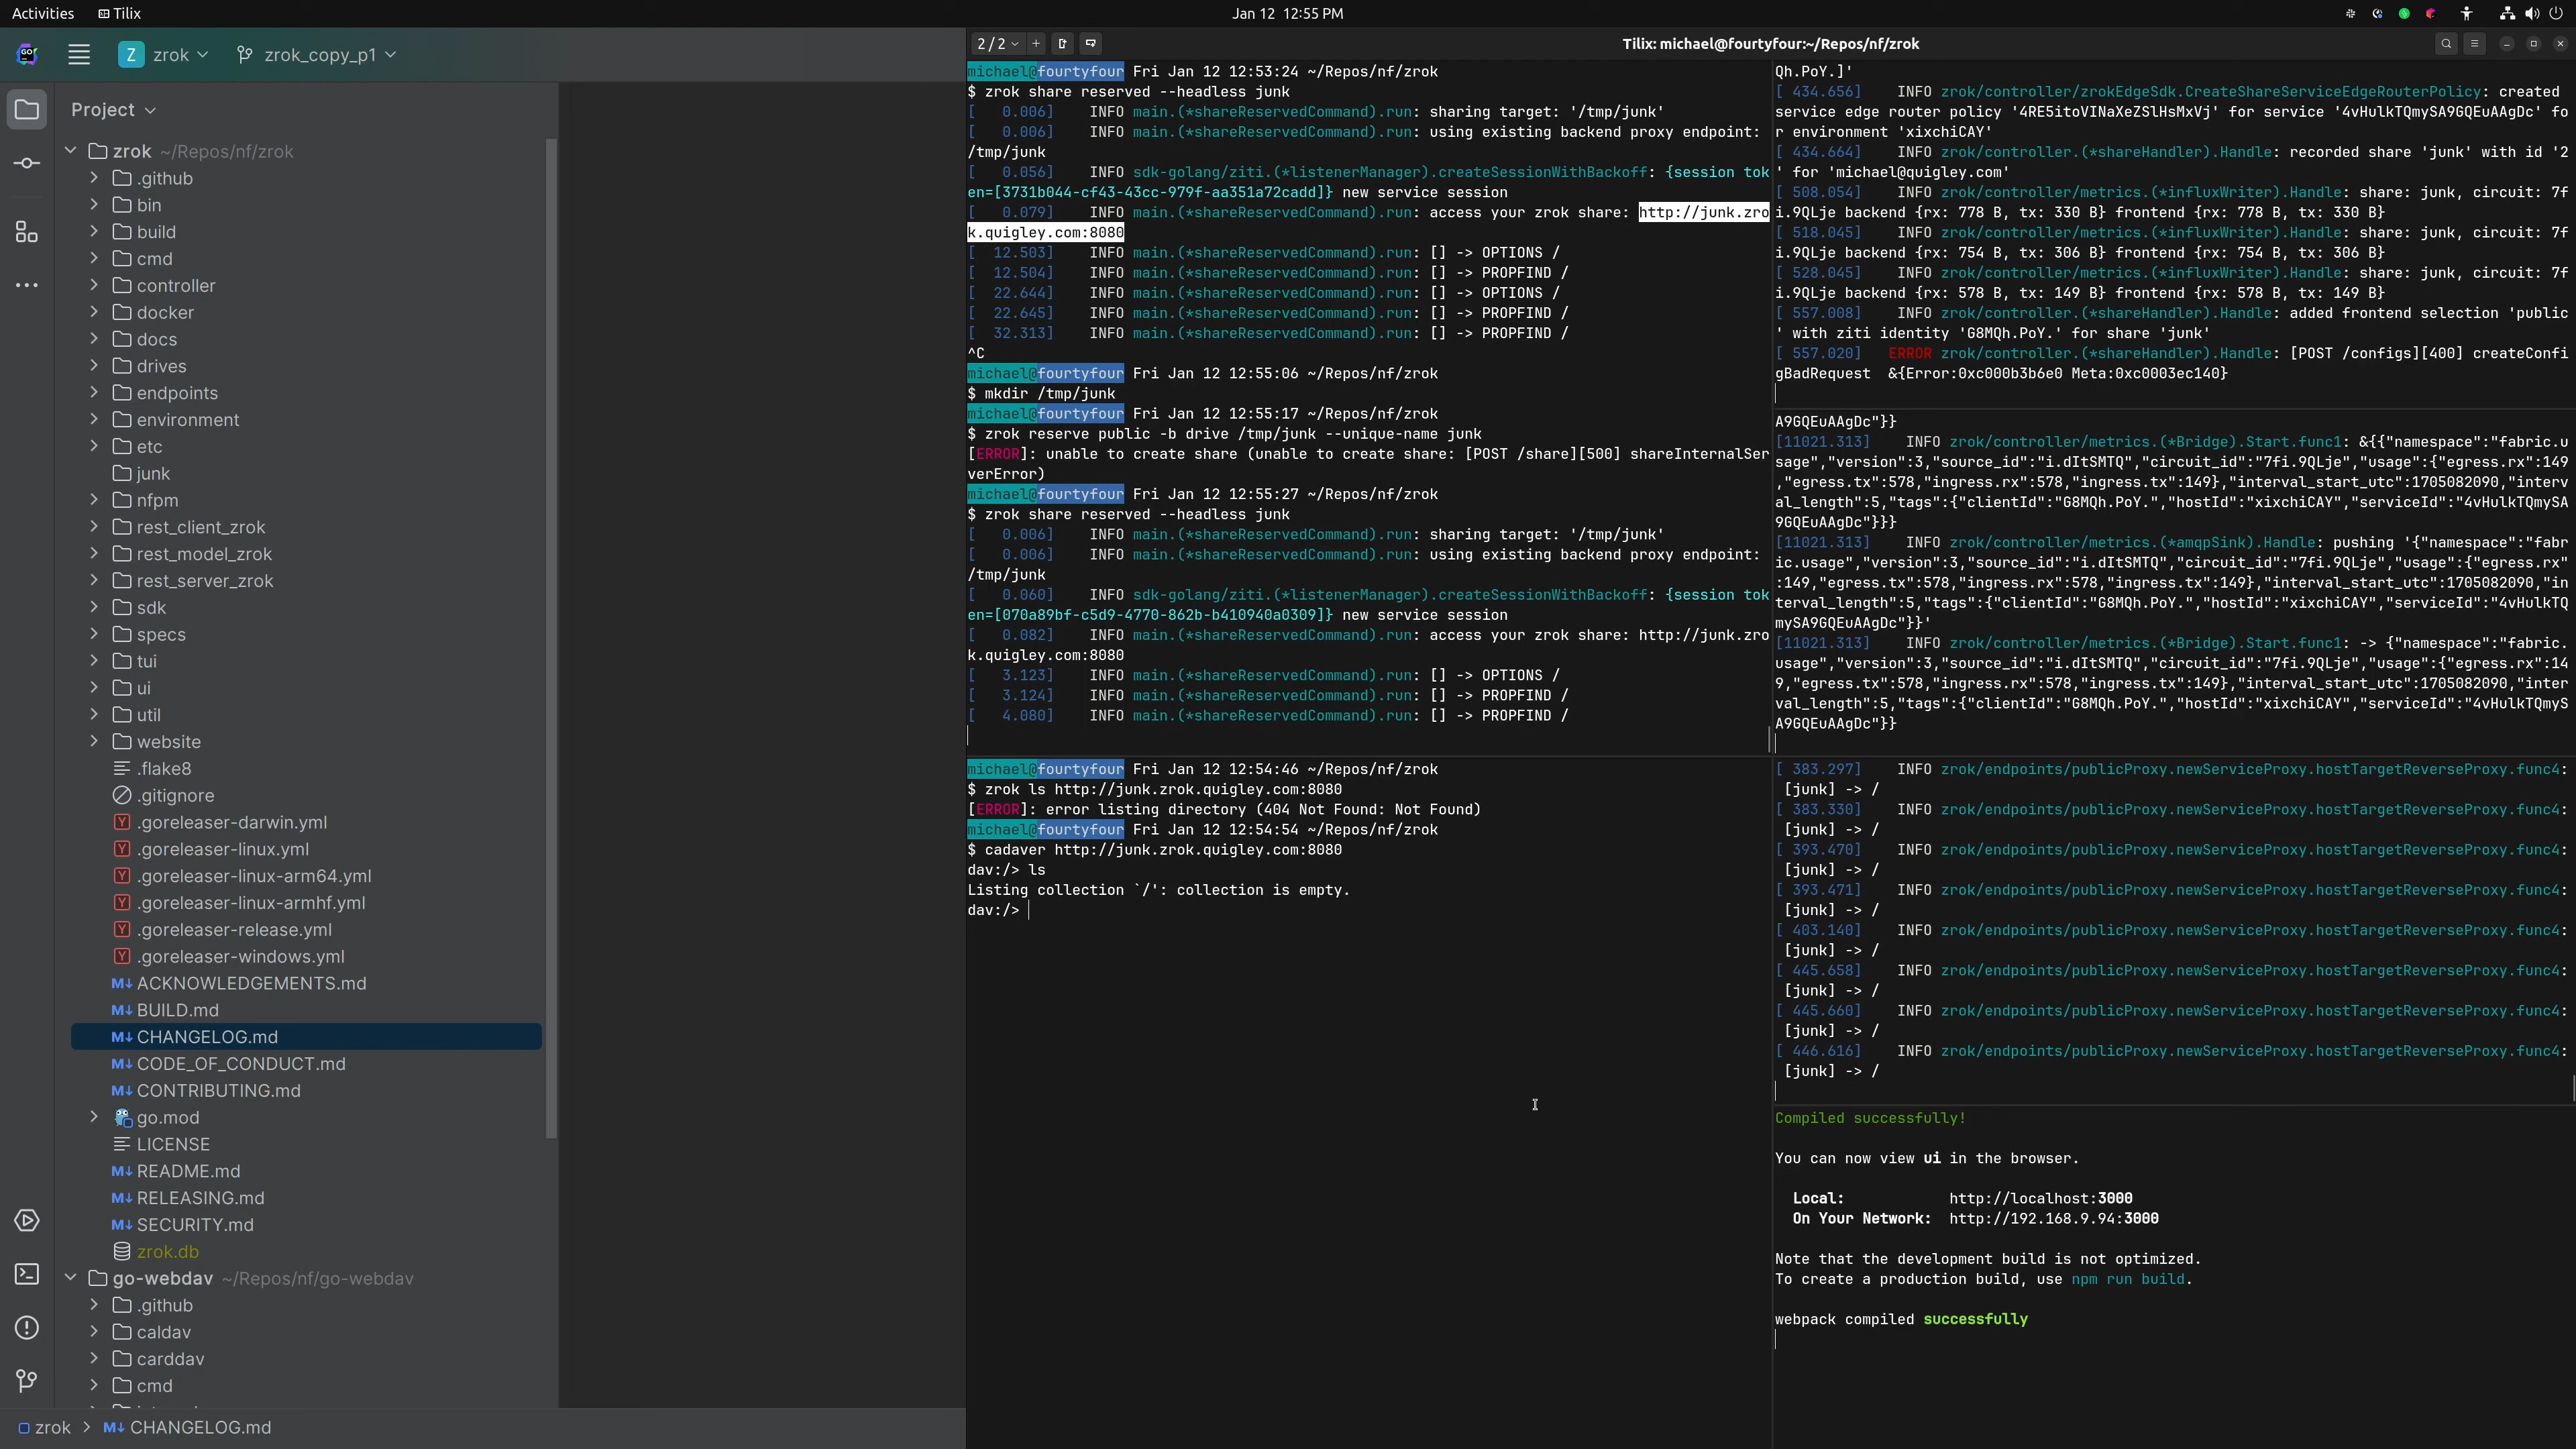 Activities
Tilix
Jan 12 12:55 PM
Z zrok
zrok_copy_p1
Project
zrok ~/Repos/nf/zrok
.github
bin
build
cmd
controller
docker
docs
drives
endpoints
environment
etc
junk
nfpm
rest_client_zrok
rest_model_zrok
rest_server_zrok
sdk
specs
tui
ui
util
website
.flake8
.gitignore
.goreleaser-darwin.yml
.goreleaser-linux.yml
.goreleaser-linux-arm64.yml
.goreleaser-linux-armhf.yml
.goreleaser-release.yml
.goreleaser-windows.yml
ACKNOWLEDGEMENTS.md
BUILD.md
CHANGELOG.md
CODE_OF_CONDUCT.md
CONTRIBUTING.md
go.mod
LICENSE
README.md
RELEASING.md
SECURITY.md
zrok.db
go-webdav ~/Repos/nf/go-webdav
.github
caldav
carddav
cmd
zrok > CHANGELOG.md
2 / 2
Tilix: michael@fourtyfour:~/Repos/nf/zrok
michael@fourtyfour Fri Jan 12 12:53:24 ~/Repos/nf/zrok
$ zrok share reserved --headless junk
[   0.006]    INFO main.(*shareReservedCommand).run: sharing target: '/tmp/junk'
[   0.006]    INFO main.(*shareReservedCommand).run: using existing backend proxy endpoint:
/tmp/junk
[   0.056]    INFO sdk-golang/ziti.(*listenerManager).createSessionWithBackoff: {session tok
en=[3731b044-cf43-43cc-979f-aa351a72cadd]} new service session
[   0.079]    INFO main.(*shareReservedCommand).run: access your zrok share: http://junk.zro
k.quigley.com:8080
[  12.503]    INFO main.(*shareReservedCommand).run: [] -> OPTIONS /
[  12.504]    INFO main.(*shareReservedCommand).run: [] -> PROPFIND /
[  22.644]    INFO main.(*shareReservedCommand).run: [] -> OPTIONS /
[  22.645]    INFO main.(*shareReservedCommand).run: [] -> PROPFIND /
[  32.313]    INFO main.(*shareReservedCommand).run: [] -> PROPFIND /
^C
michael@fourtyfour Fri Jan 12 12:55:06 ~/Repos/nf/zrok
$ mkdir /tmp/junk
michael@fourtyfour Fri Jan 12 12:55:17 ~/Repos/nf/zrok
$ zrok reserve public -b drive /tmp/junk --unique-name junk
[ERROR]: unable to create share (unable to create share: [POST /share][500] shareInternalSer
verError)
michael@fourtyfour Fri Jan 12 12:55:27 ~/Repos/nf/zrok
$ zrok share reserved --headless junk
[   0.006]    INFO main.(*shareReservedCommand).run: sharing target: '/tmp/junk'
[   0.006]    INFO main.(*shareReservedCommand).run: using existing backend proxy endpoint:
/tmp/junk
[   0.060]    INFO sdk-golang/ziti.(*listenerManager).createSessionWithBackoff: {session tok
en=[070a89bf-c5d9-4770-862b-b410940a0309]} new service session
[   0.082]    INFO main.(*shareReservedCommand).run: access your zrok share: http://junk.zro
k.quigley.com:8080
[   3.123]    INFO main.(*shareReservedCommand).run: [] -> OPTIONS /
[   3.124]    INFO main.(*shareReservedCommand).run: [] -> PROPFIND /
[   4.080]    INFO main.(*shareReservedCommand).run: [] -> PROPFIND /
michael@fourtyfour Fri Jan 12 12:54:46 ~/Repos/nf/zrok
$ zrok ls http://junk.zrok.quigley.com:8080
[ERROR]: error listing directory (404 Not Found: Not Found)
michael@fourtyfour Fri Jan 12 12:54:54 ~/Repos/nf/zrok
$ cadaver http://junk.zrok.quigley.com:8080
dav:/> ls
Listing collection `/': collection is empty.
dav:/>
Qh.PoY.]'
[ 434.656]    INFO zrok/controller/zrokEdgeSdk.CreateShareServiceEdgeRouterPolicy: created
service edge router policy '4RE5itoVINaXeZSlHsMxVj' for service '4vHulkTQmySA9GQEuAAgDc' fo
r environment 'xixchiCAY'
[ 434.664]    INFO zrok/controller.(*shareHandler).Handle: recorded share 'junk' with id '2
' for 'michael@quigley.com'
[ 508.054]    INFO zrok/controller/metrics.(*influxWriter).Handle: share: junk, circuit: 7f
i.9QLje backend {rx: 778 B, tx: 330 B} frontend {rx: 778 B, tx: 330 B}
[ 518.045]    INFO zrok/controller/metrics.(*influxWriter).Handle: share: junk, circuit: 7f
i.9QLje backend {rx: 754 B, tx: 306 B} frontend {rx: 754 B, tx: 306 B}
[ 528.045]    INFO zrok/controller/metrics.(*influxWriter).Handle: share: junk, circuit: 7f
i.9QLje backend {rx: 578 B, tx: 149 B} frontend {rx: 578 B, tx: 149 B}
[ 557.008]    INFO zrok/controller.(*shareHandler).Handle: added frontend selection 'public
' with ziti identity 'G8MQh.PoY.' for share 'junk'
[ 557.020]   ERROR zrok/controller.(*shareHandler).Handle: [POST /configs][400] createConfi
gBadRequest  &{Error:0xc000b3b6e0 Meta:0xc0003ec140}
A9GQEuAAgDc"}}
[11021.313]    INFO zrok/controller/metrics.(*Bridge).Start.func1: &{{"namespace":"fabric.u
sage","version":3,"source_id":"i.dItSMTQ","circuit_id":"7fi.9QLje","usage":{"egress.rx":149
,"egress.tx":578,"ingress.rx":578,"ingress.tx":149},"interval_start_utc":1705082090,"interv
al_length":5,"tags":{"clientId":"G8MQh.PoY.","hostId":"xixchiCAY","serviceId":"4vHulkTQmySA
9GQEuAAgDc"}}}
[11021.313]    INFO zrok/controller/metrics.(*amqpSink).Handle: pushing '{"namespace":"fabr
ic.usage","version":3,"source_id":"i.dItSMTQ","circuit_id":"7fi.9QLje","usage":{"egress.rx"
:149,"egress.tx":578,"ingress.rx":578,"ingress.tx":149},"interval_start_utc":1705082090,"in
terval_length":5,"tags":{"clientId":"G8MQh.PoY.","hostId":"xixchiCAY","serviceId":"4vHulkTQ
mySA9GQEuAAgDc"}}'
[11021.313]    INFO zrok/controller/metrics.(*Bridge).Start.func1: -> {"namespace":"fabric.
usage","version":3,"source_id":"i.dItSMTQ","circuit_id":"7fi.9QLje","usage":{"egress.rx":14
9,"egress.tx":578,"ingress.rx":578,"ingress.tx":149},"interval_start_utc":1705082090,"inter
val_length":5,"tags":{"clientId":"G8MQh.PoY.","hostId":"xixchiCAY","serviceId":"4vHulkTQmyS
A9GQEuAAgDc"}}
[ 383.297]    INFO zrok/endpoints/publicProxy.newServiceProxy.hostTargetReverseProxy.func4:
[junk] -> /
[ 383.330]    INFO zrok/endpoints/publicProxy.newServiceProxy.hostTargetReverseProxy.func4:
[junk] -> /
[ 393.470]    INFO zrok/endpoints/publicProxy.newServiceProxy.hostTargetReverseProxy.func4:
[junk] -> /
[ 393.471]    INFO zrok/endpoints/publicProxy.newServiceProxy.hostTargetReverseProxy.func4:
[junk] -> /
[ 403.140]    INFO zrok/endpoints/publicProxy.newServiceProxy.hostTargetReverseProxy.func4:
[junk] -> /
[ 445.658]    INFO zrok/endpoints/publicProxy.newServiceProxy.hostTargetReverseProxy.func4:
[junk] -> /
[ 445.660]    INFO zrok/endpoints/publicProxy.newServiceProxy.hostTargetReverseProxy.func4:
[junk] -> /
[ 446.616]    INFO zrok/endpoints/publicProxy.newServiceProxy.hostTargetReverseProxy.func4:
[junk] -> /
Compiled successfully!
You can now view ui in the browser.
Local:            http://localhost:3000
On Your Network:  http://192.168.9.94:3000
Note that the development build is not optimized.
To create a production build, use npm run build.
webpack compiled successfully